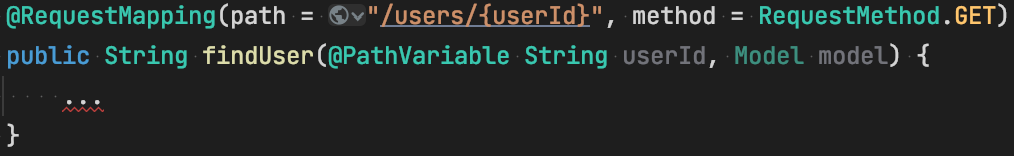 @RequestMapping(path = "/users/{userId}", method = RequestMethod.GET)
public String findUser(@PathVariable String userId, Model model) {
    ...
}